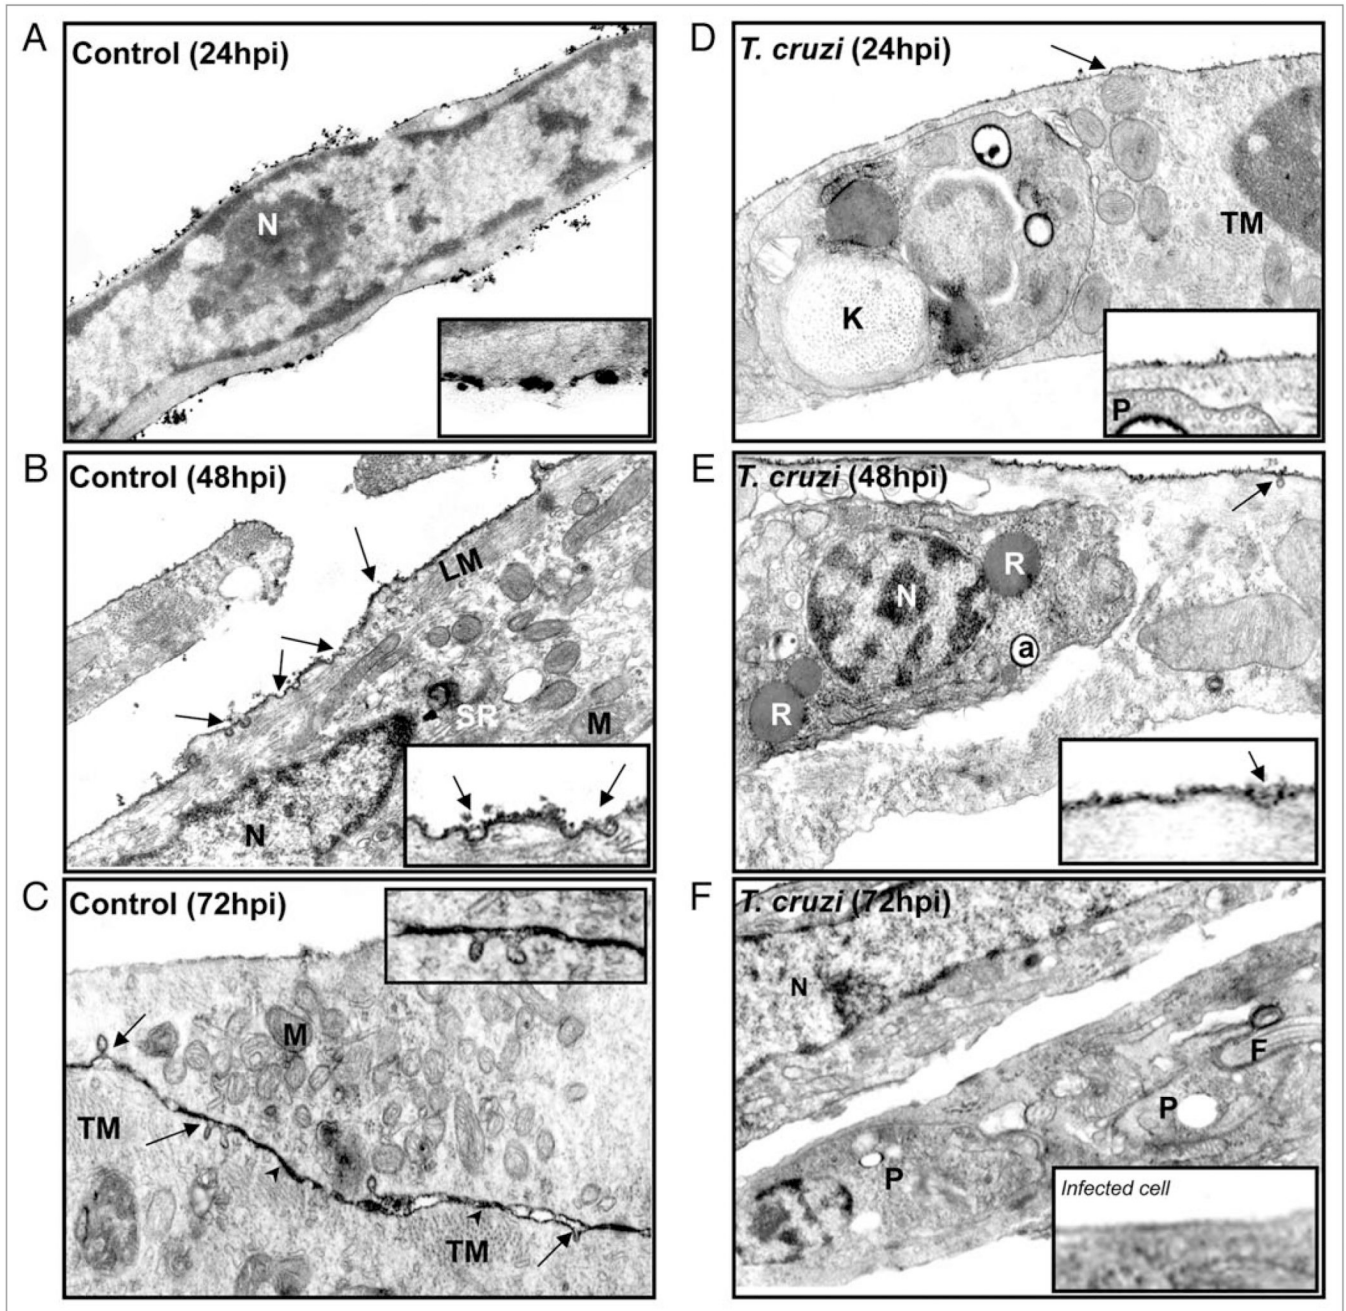 A
Control (24hpi)
N
B
Control (48hpi)
LM
SR
M
N
C
Control (72hpi)
M
TM
TM
D
T. cruzi (24hpi)
TM
K
P
E
T. cruzi (48hpi)
R
N
a
R
F
T. cruzi (72hpi)
N
F
P
P
Infected cell